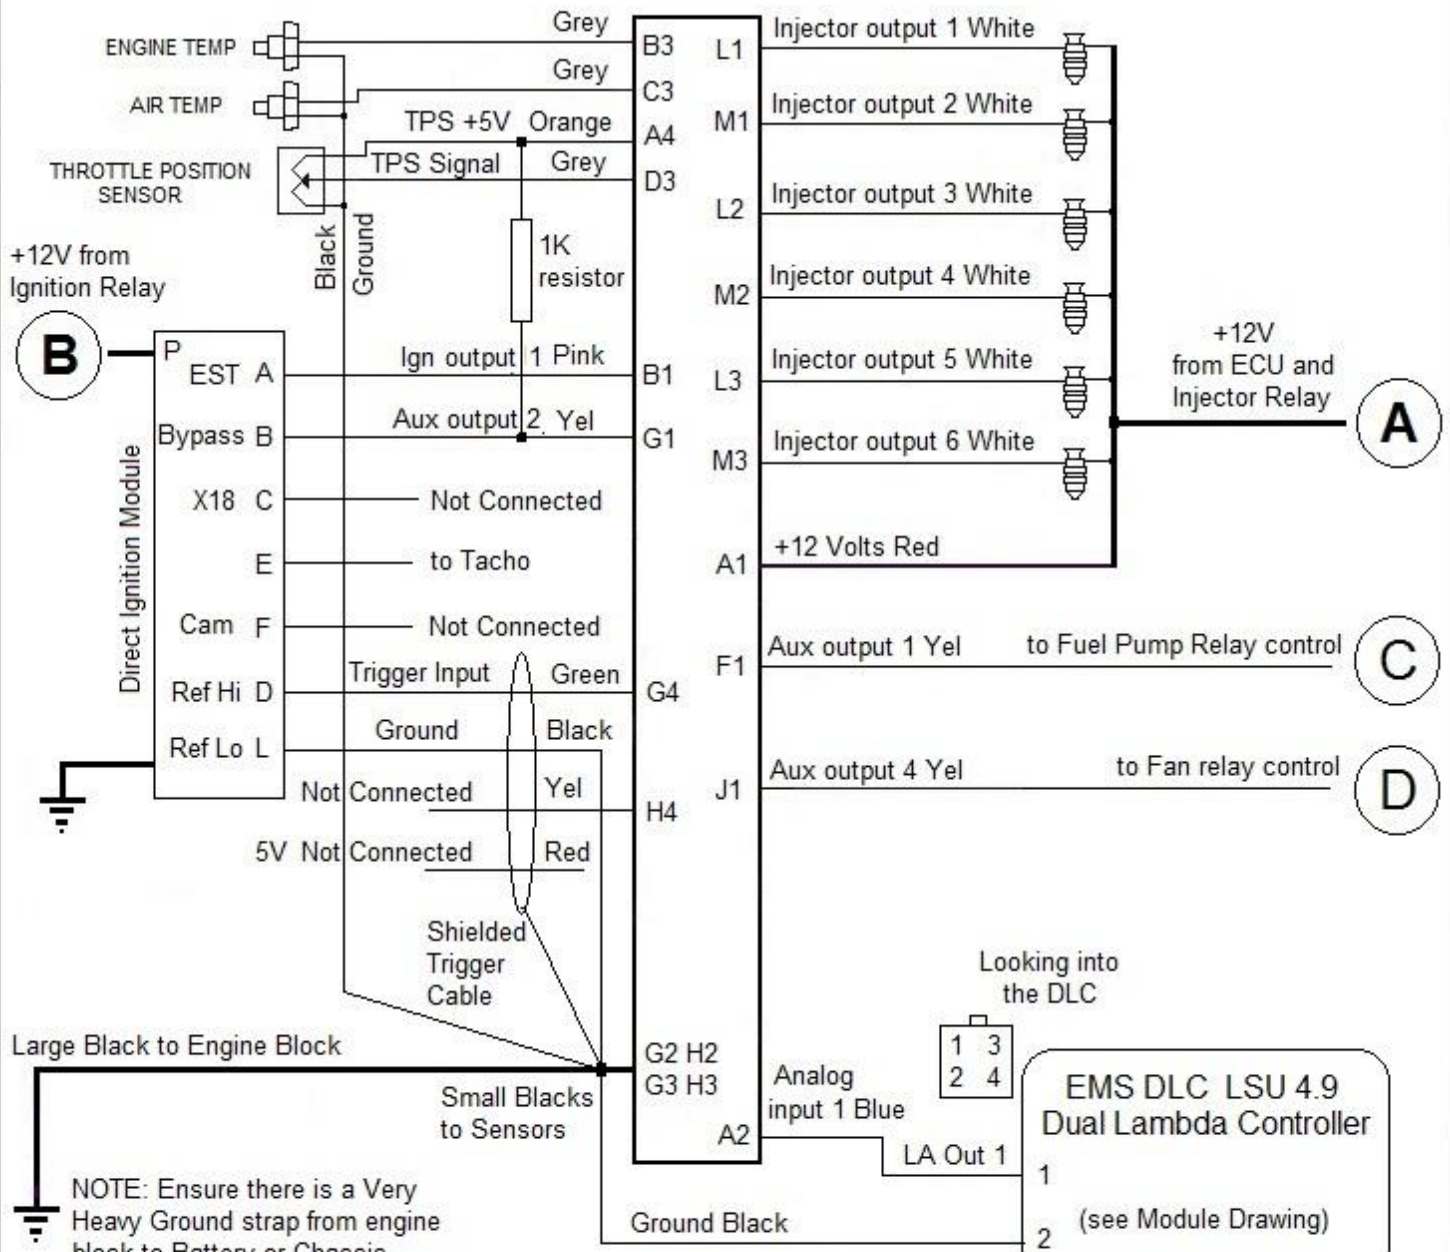 Grey
ENGINE TEMP
B3
Grey
AIR TEMP
C3
TPS +5V Orange
A4
THROTTLE POSITION
SENSOR
TPS Signal Grey
D3
Black
Ground
1K
resistor
+12V from
Ignition Relay
B
P
EST A
Ign output 1 Pink
B1
Bypass B
Aux output 2 Yel
G1
X18 C
Not Connected
E
to Tacho
Cam F
Not Connected
Direct Ignition Module
Trigger Input Green
Ref Hi D
G4
Ground Black
Ref Lo L
Not Connected Yel
H4
5V Not Connected Red
Shielded
Trigger
Cable
Large Black to Engine Block
G2 H2
G3 H3
Small Blacks
to Sensors
NOTE: Ensure there is a Very
Heavy Ground strap from engine
block to Battery or Chassis
Injector output 1 White
L1
Injector output 2 White
M1
Injector output 3 White
L2
Injector output 4 White
M2
Injector output 5 White
L3
Injector output 6 White
M3
+12V
from ECU and
Injector Relay
A
+12 Volts Red
A1
Aux output 1 Yel to Fuel Pump Relay control
F1
C
Aux output 4 Yel to Fan relay control
J1
D
Looking into
the DLC
1 3
2 4
Analog
input 1 Blue
A2
LA Out 1
Ground Black
EMS DLC LSU 4.9
Dual Lambda Controller
1
(see Module Drawing)
2